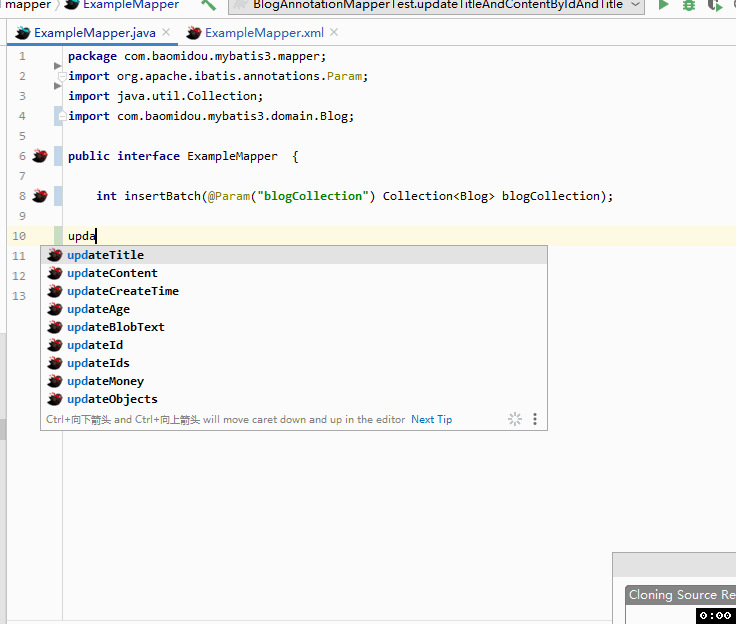 mapper ExampleMapper BlogAnnotationMapperTest.updateTitleAndContentByIdAndTitle
ExampleMapper.java ExampleMapper.xml
1 package com.baomidou.mybatis3.mapper;
2 import org.apache.ibatis.annotations.Param;
3 import java.util.Collection;
4 import com.baomidou.mybatis3.domain.Blog;
5
6 public interface ExampleMapper {
7
8 int insertBatch(@Param("blogCollection") Collection<Blog> blogCollection);
9
10 upda
11 updateTitle
updateContent
12 updateCreateTime
13 updateAge
updateBlobText
updateId
updateIds
updateMoney
updateObjects
Ctrl+向下箭头 and Ctrl+向上箭头 will move caret down and up in the editor Next Tip
Cloning Source Re
0:00